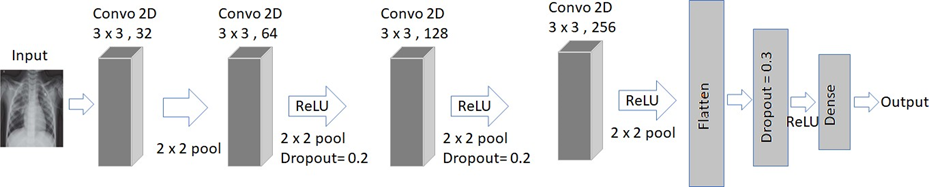 Input
Convo 2D
3 x 3 , 32
2 x 2 pool
Convo 2D
3 x 3 , 64
ReLU
2 x 2 pool
Dropout= 0.2
Convo 2D
3 x 3 , 128
ReLU
2 x 2 pool
Dropout= 0.2
Convo 2D
3 x 3 , 256
ReLU
2 x 2 pool
Flatten
Dropout = 0.3
ReLU
Dense
Output